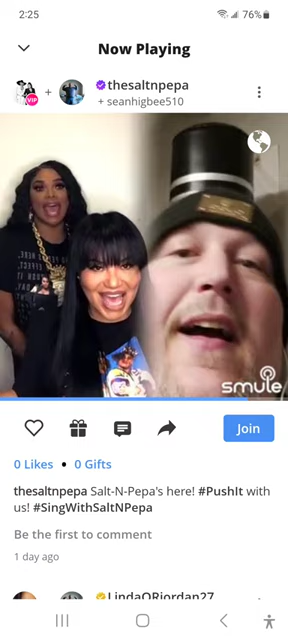 2:25
76%
Now Playing
thesaltnpepa
VIP
+ seanhigbee510
smule
Join
0 Likes • 0 Gifts
thesaltnpepa Salt-N-Pepa's here! #PushIt with
us! #SingWithSaltNPepa
Be the first to comment
1 day ago
LindaORiordan27